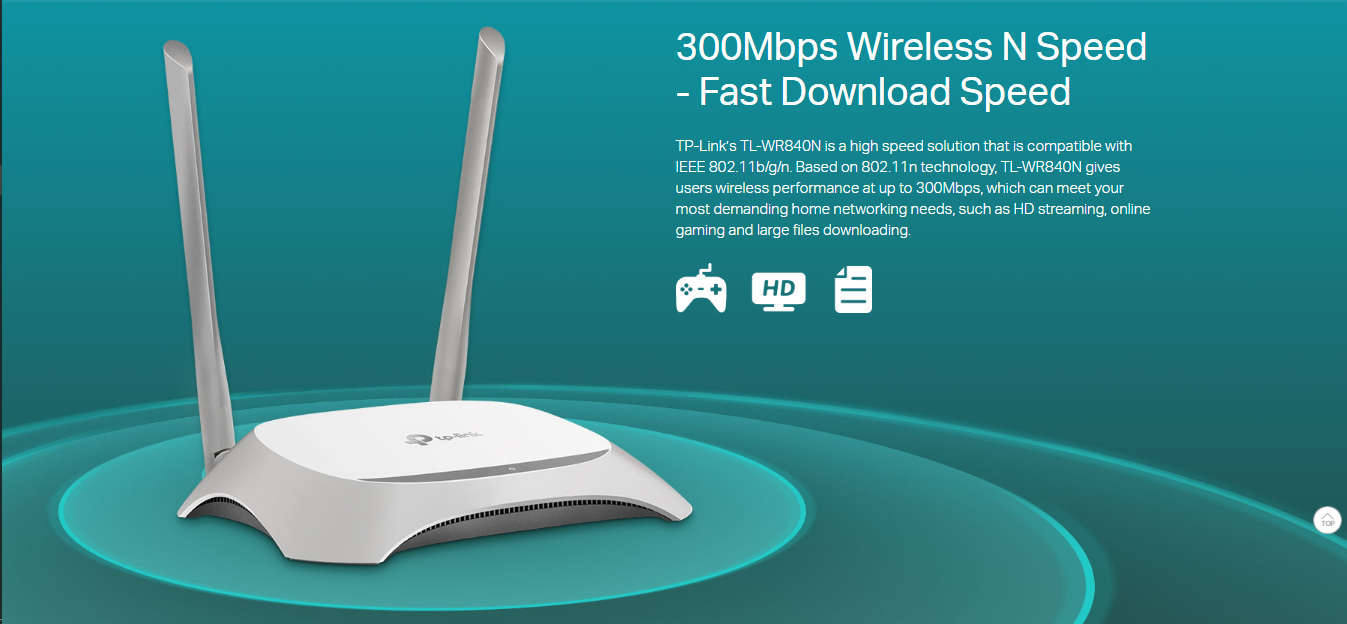 300Mbps Wireless N Speed
- Fast Download Speed
TP-Link's TL-WR840N is a high speed solution that is compatible with
IEEE 802.11b/g/n. Based on 802.11n technology, TL-WR840N gives
users wireless performance at up to 300Mbps, which can meet your
most demanding home networking needs, such as HD streaming, online
gaming and large files downloading.
HD
tp-link
TOP